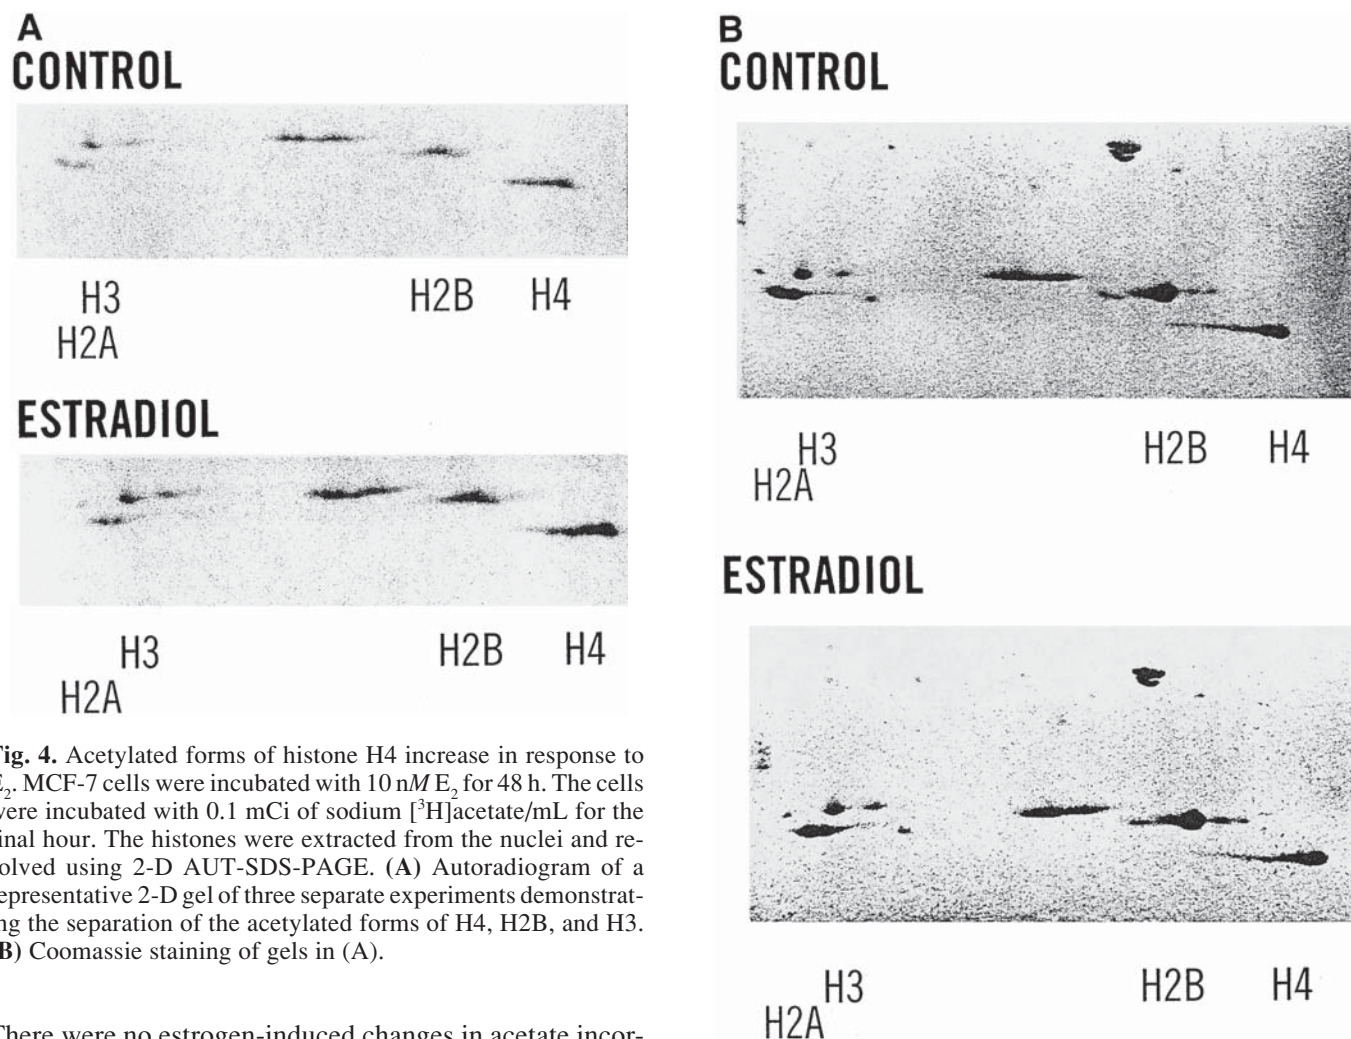 A
CONTROL
H3
H2B
H4
H2A
ESTRADIOL
H3
H2B
H4
H2A
Fig. 4. Acetylated forms of histone H4 increase in response to
E2. MCF-7 cells were incubated with 10 nM E2 for 48 h. The cells
were incubated with 0.1 mCi of sodium [3H]acetate/mL for the
final hour. The histones were extracted from the nuclei and re-
solved using 2-D AUT-SDS-PAGE. (A) Autoradiogram of a
representative 2-D gel of three separate experiments demonstrat-
ing the separation of the acetylated forms of H4, H2B, and H3.
(B) Coomassie staining of gels in (A).
There were no estrogen-induced changes in acetate incor-
B
CONTROL
H3
H2B
H4
H2A
ESTRADIOL
H3
H2B
H4
H2A